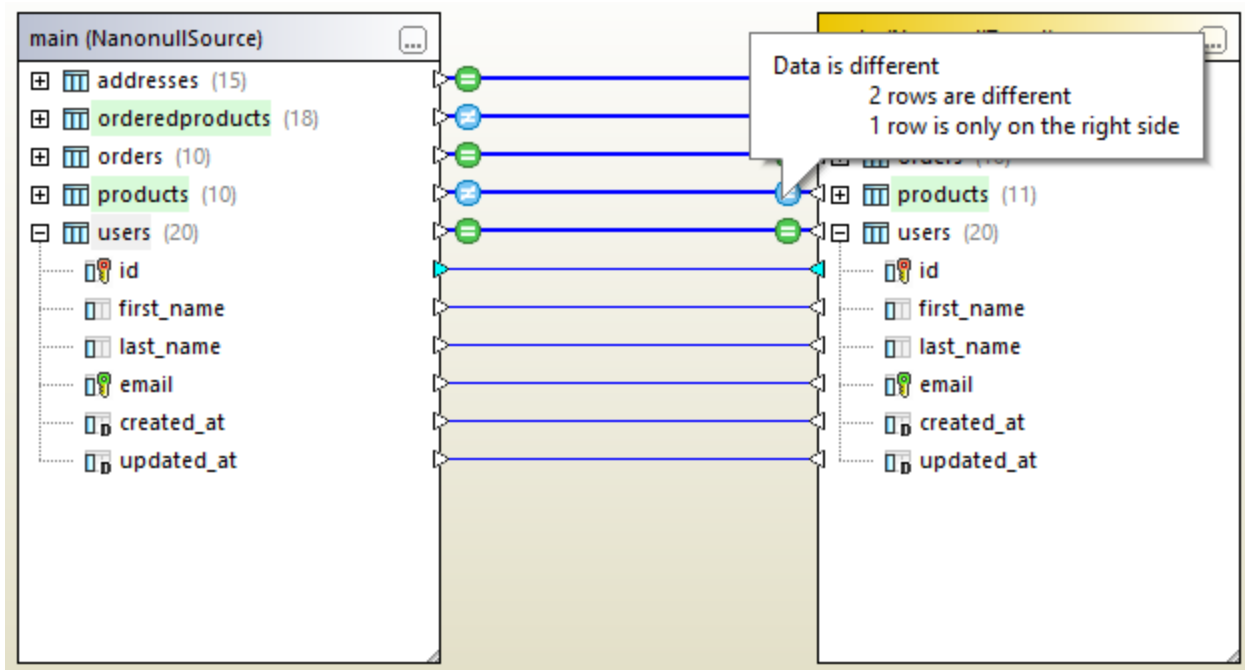 main (NanonullSource)
...
addresses (15)
orderedproducts (18)
orders (10)
products (10)
users (20)
id
first_name
last_name
email
created_at
updated_at
Data is different
2 rows are different
1 row is only on the right side
...
products (11)
users (20)
id
first_name
last_name
email
created_at
updated_at